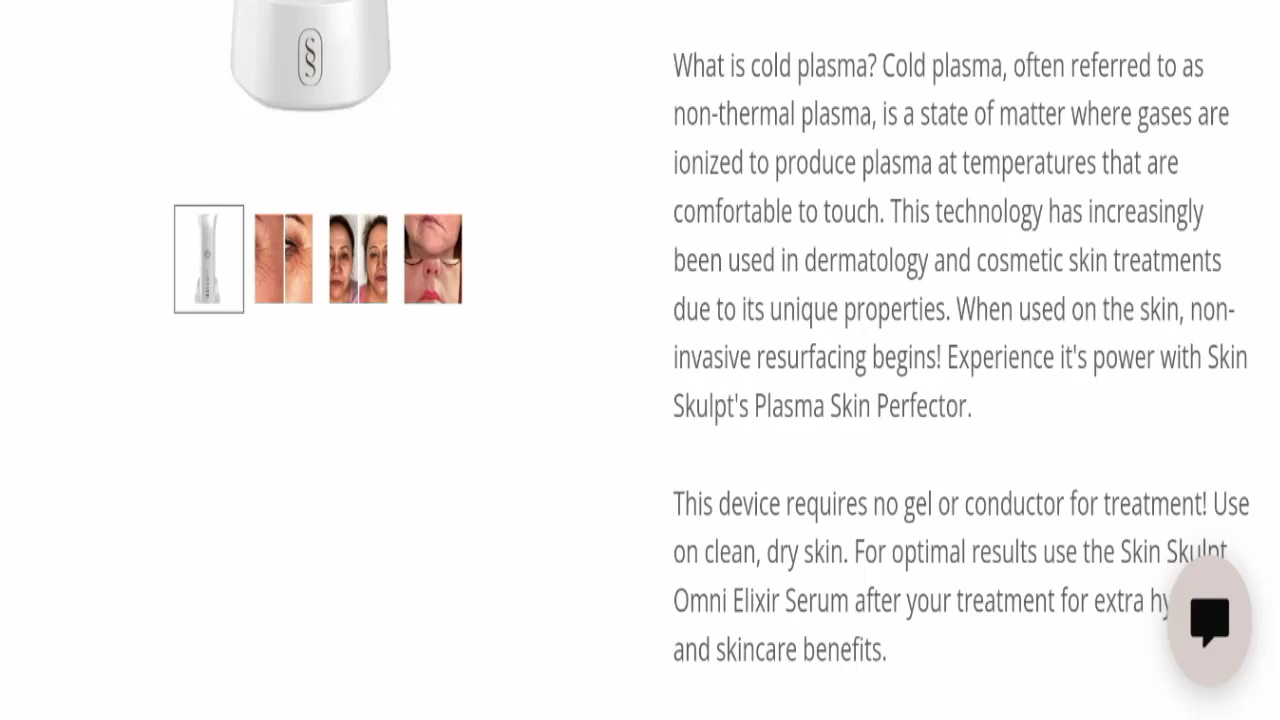 What is cold plasma? Cold plasma, often referred to as
non-thermal plasma, is a state of matter where gases are
ionized to produce plasma at temperatures that are
comfortable to touch. This technology has increasingly
been used in dermatology and cosmetic skin treatments
due to its unique properties. When used on the skin, non-
invasive resurfacing begins! Experience it's power with Skin
Skulpt's Plasma Skin Perfector.
This device requires no gel or conductor for treatment! Use
on clean, dry skin. For optimal results use the Skin Skulpt
Omni Elixir Serum after your treatment for extra
and skincare benefits.